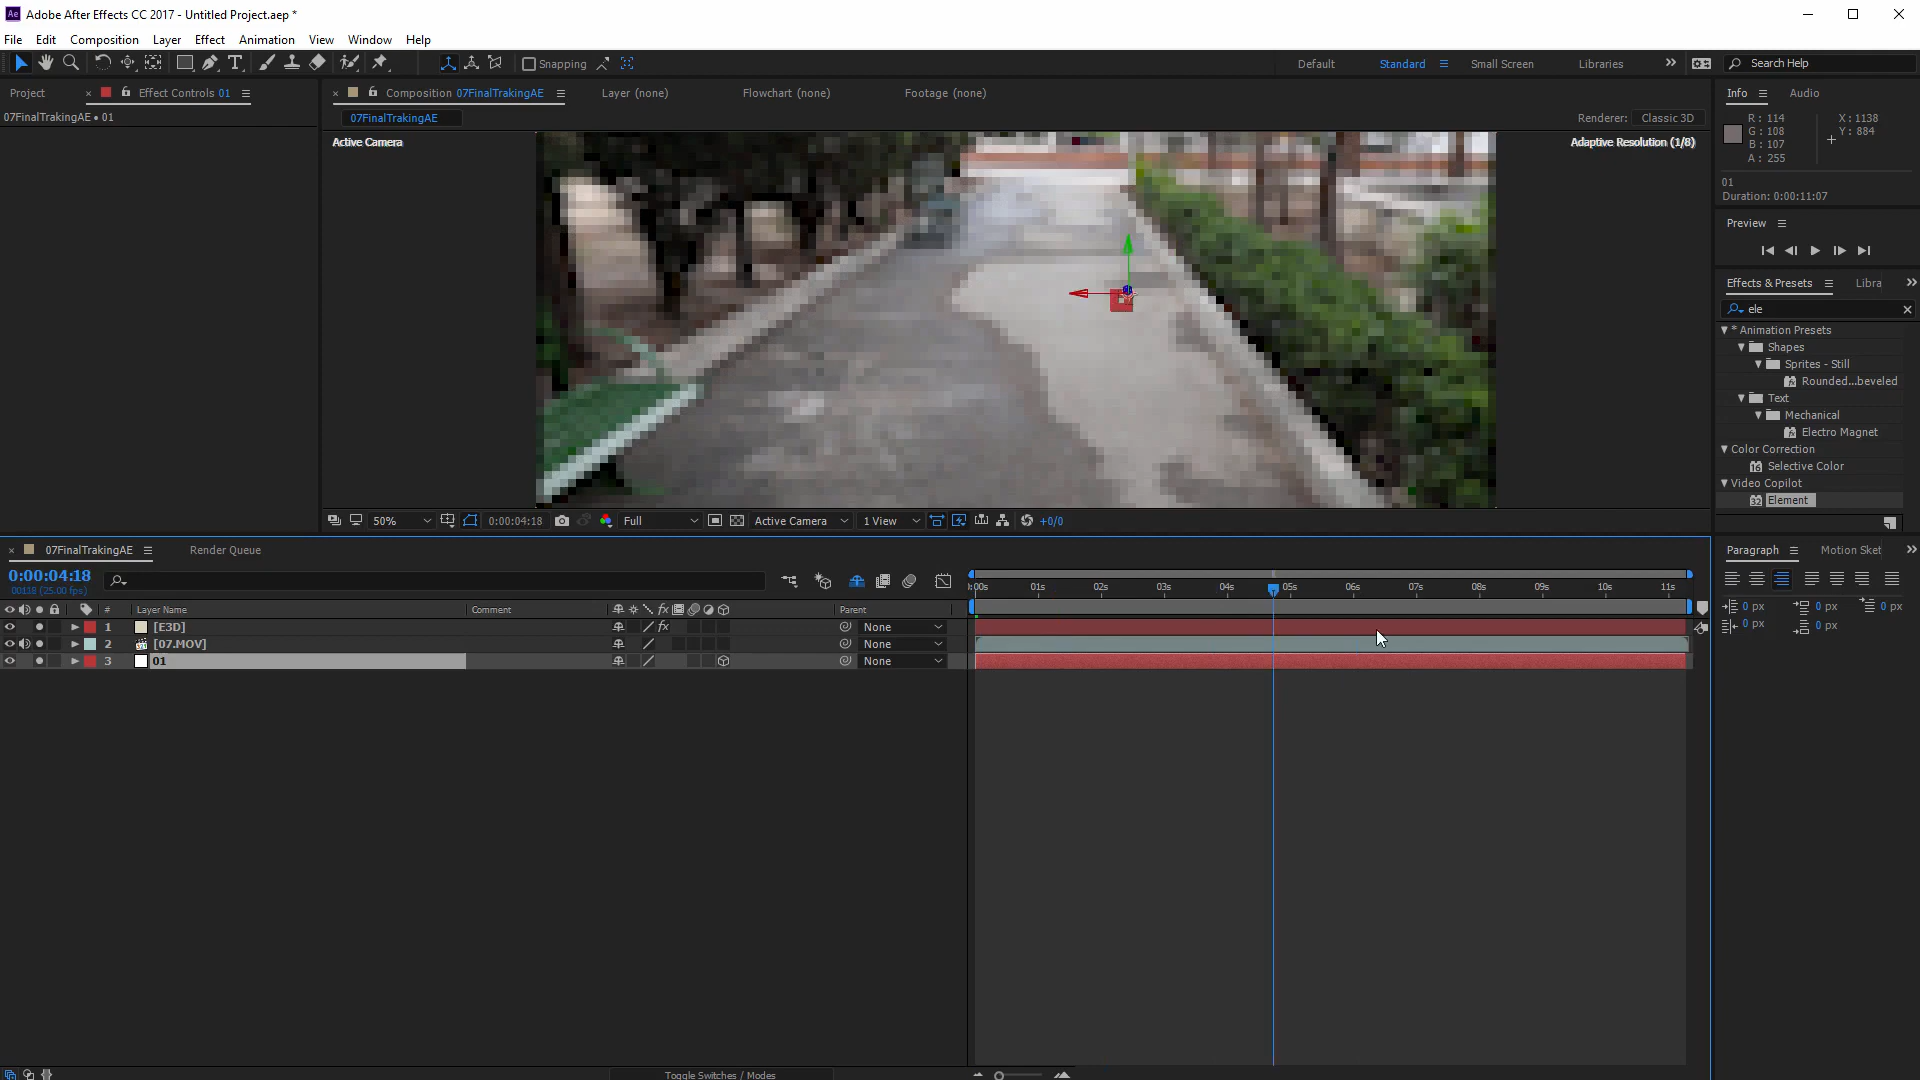 Adobe After Effects CC 2017 - Untitled Project.aep *
File Edit Composition Layer Effect Animation View Window Help
Snapping Default Standard Small Screen Libraries Search Help
Project Effect Controls 01 Composition 07FinalTrakingAE Layer (none) Flowchart (none) Footage (none) Info Audio
07FinalTrakingAE • 01 07FinalTrakingAE Renderer: Classic 3D
Active Camera Adaptive Resolution (1/8)
R : 114 X : 1138
G : 108 Y : 884
B : 107
A : 255
01
Duration: 0:00:11:07
Preview
Effects & Presets Libra
ele
* Animation Presets
Shapes
Sprites - Still
Rounded...beveled
Text
Mechanical
Electro Magnet
Color Correction
Selective Color
Video Copilot
Element
50% 0:00:04:18 Full Active Camera 1 View +0/0
07FinalTrakingAE Render Queue Paragraph Motion Sket
0:00:04:18
00118 (25.00 fps)
:00s 01s 02s 03s 04s 05s 06s 07s 08s 09s 10s 11s
# Layer Name Comment Parent
1 [E3D] None
2 [07.MOV] None
3 01 None
0 px 0 px 0 px
0 px 0 px
Toggle Switches / Modes